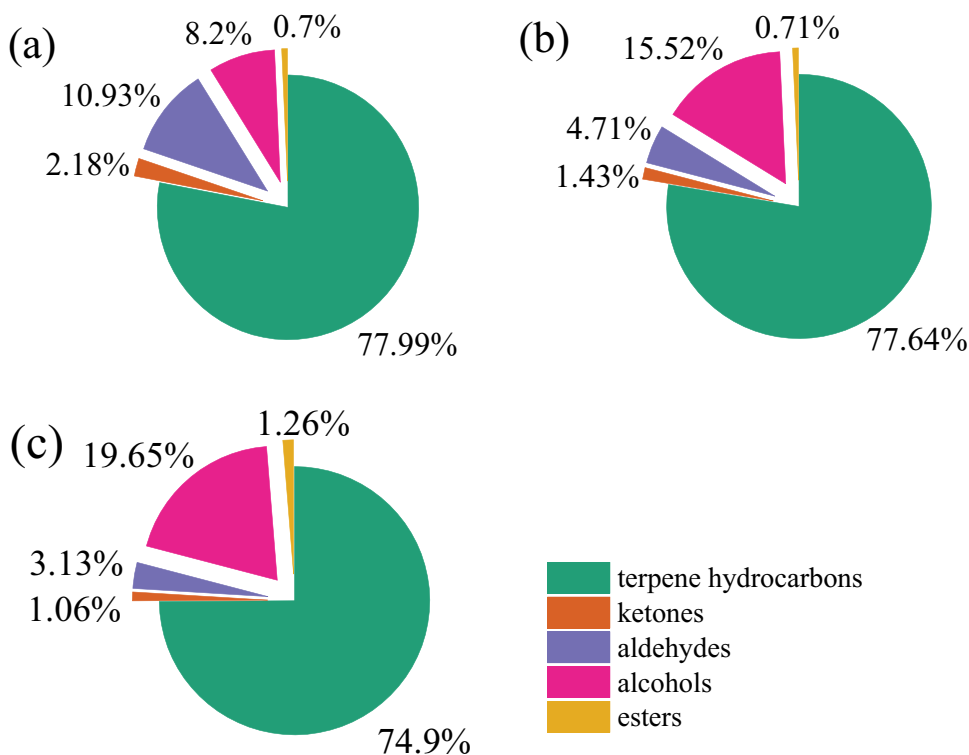 (a)
8.2%
0.7%
10.93%
2.18%
77.99%
(b)
0.71%
15.52%
4.71%
1.43%
77.64%
(c)
1.26%
19.65%
3.13%
1.06%
74.9%
terpene hydrocarbons
ketones
aldehydes
alcohols
esters